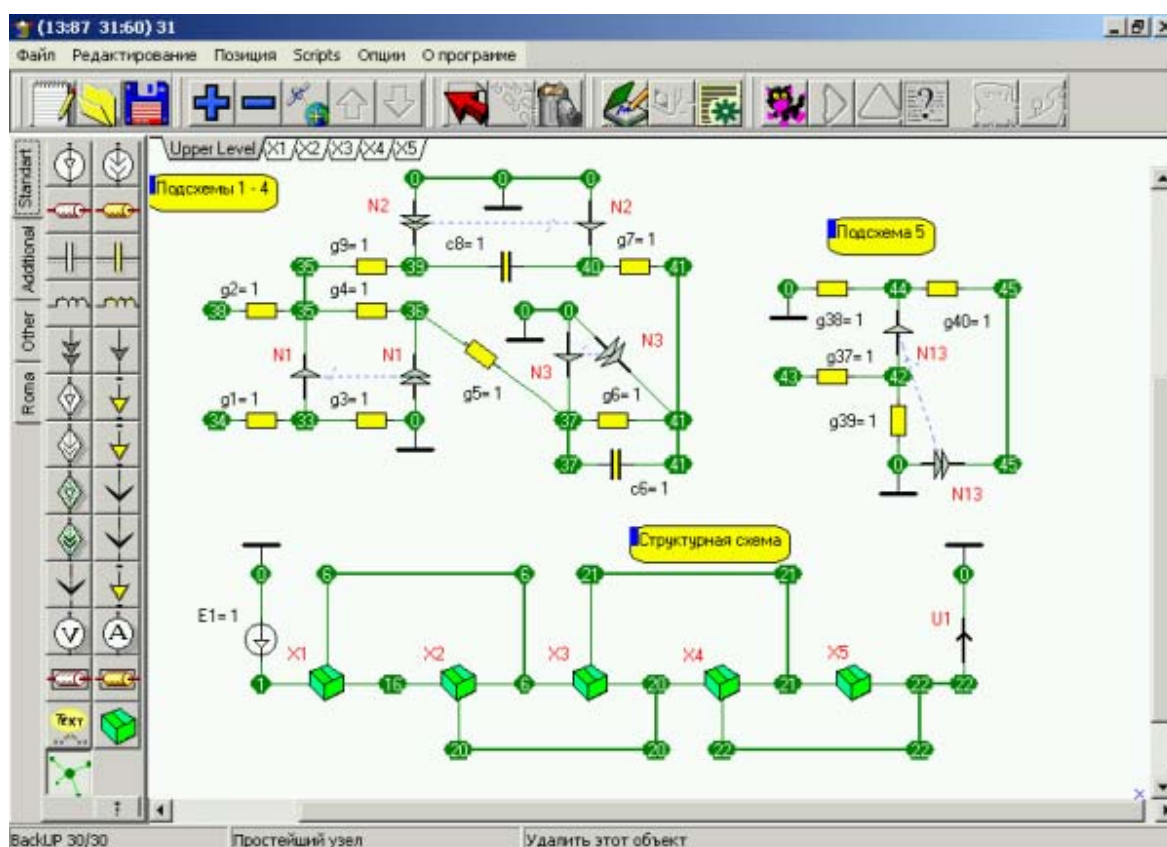 (13:87 31:60) 31
Файл Редактирование Позиция Scripts Опции О программе
Standart
Addtional
Other
Roma
Text
Upper Level X1 X2 X3 X4 X5
Подсхемы 1 - 4
0 0 0
N2 N2
g9= 1 c8= 1 g7= 1
35 39 40 41
g2= 1 g4= 1
38 35 36 0 0
N1 N1 N3 N3
g1= 1 g3= 1 g5= 1 g6= 1
34 33 0 37 41
37 41
c6= 1
Подсхема 5
0 44 45
g38= 1 g40= 1
g37= 1 N13
43 42
g39= 1
0 45
N13
Структурная схема
0 6 6 21 21 0
E1= 1 U1
X1 X2 X3 X4 X5
1 16 6 20 21 22 22
20 20 22 22
BackUP 30/30 Простейший узел Удалить этот объект